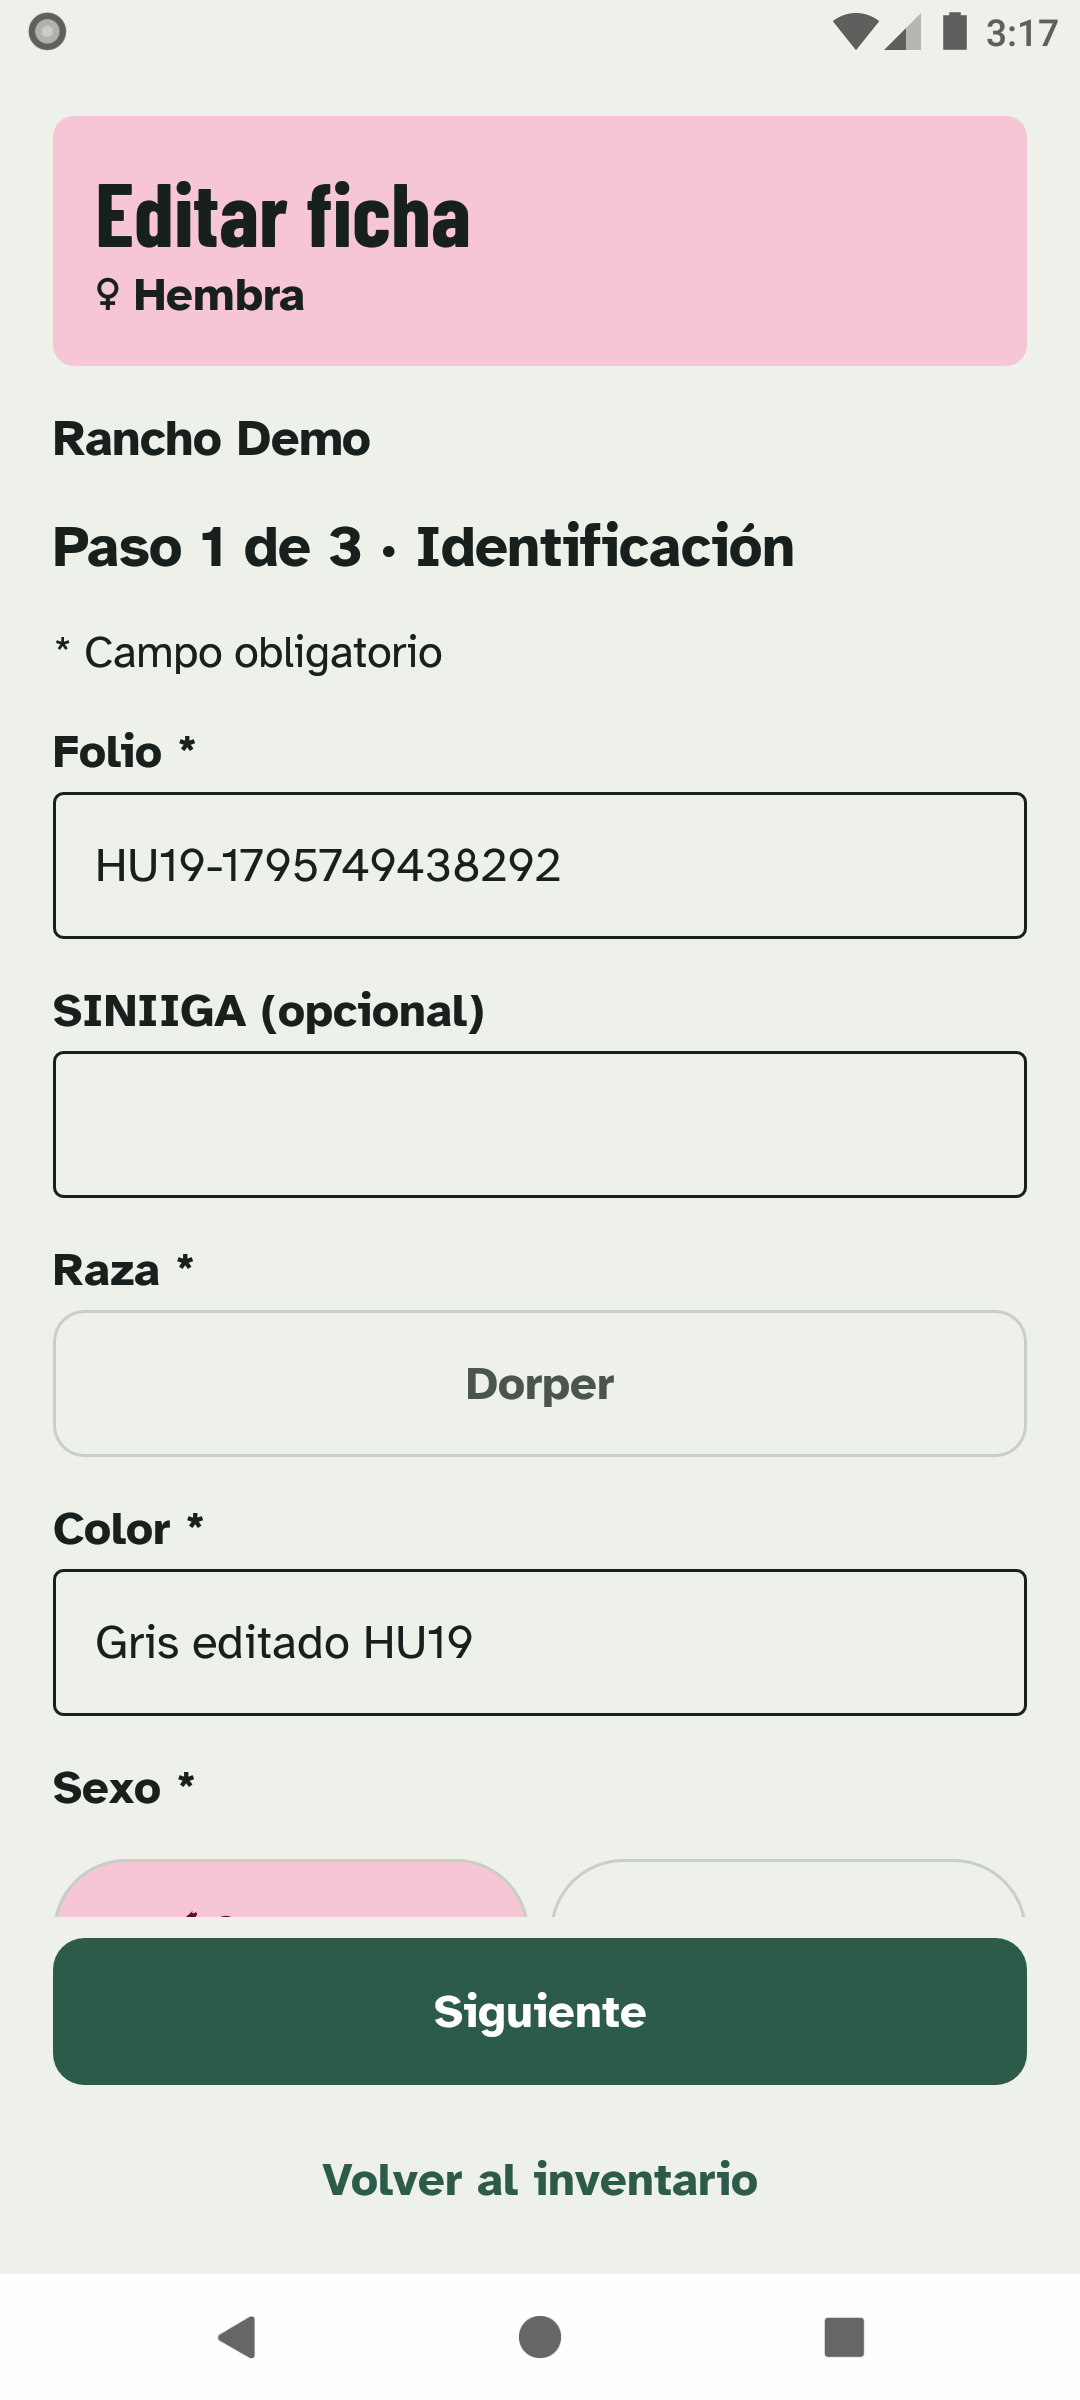 3:17
Editar ficha
♀ Hembra
Rancho Demo
Paso 1 de 3 · Identificación
* Campo obligatorio
Folio *
HU19-1795749438292
SINIIGA (opcional)
Raza *
Dorper
Color *
Gris editado HU19
Sexo *
Siguiente
Volver al inventario